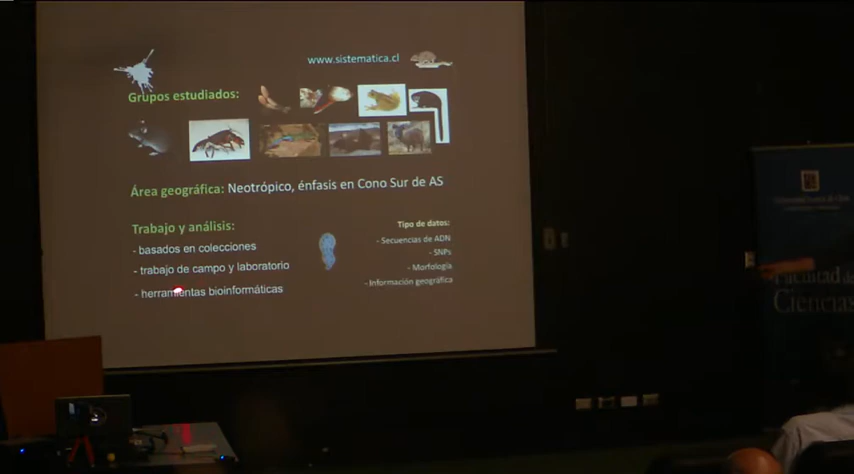 www.sistematica.cl
Grupos estudiados:
Área geográfica: Neotrópico, énfasis en Cono Sur de AS
Trabajo y análisis:
- basados en colecciones
- trabajo de campo y laboratorio
- herramientas bioinformáticas
Tipo de datos:
- Secuencias de ADN
- SNPs
- Morfología
- Información geográfica
Facultad de
Ciencias